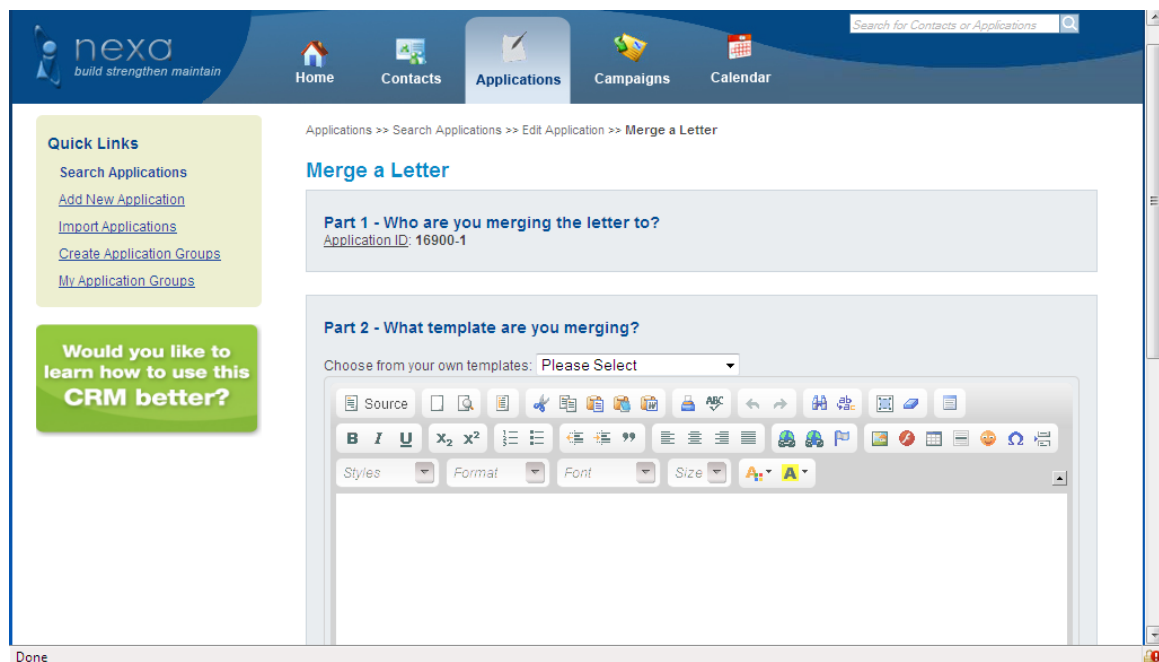 Search for Contacts or Applications
nexa
build strengthen maintain
Home
Contacts
Applications
Campaigns
Calendar
Quick Links
Search Applications
Add New Application
Import Applications
Create Application Groups
My Application Groups
Would you like to
learn how to use this
CRM better?
Applications >> Search Applications >> Edit Application >> Merge a Letter
Merge a Letter
Part 1 - Who are you merging the letter to?
Application ID: 16900-1
Part 2 - What template are you merging?
Choose from your own templates: Please Select
Source
ABC
B I U X₂ X²
Styles Format Font Size A A
Done